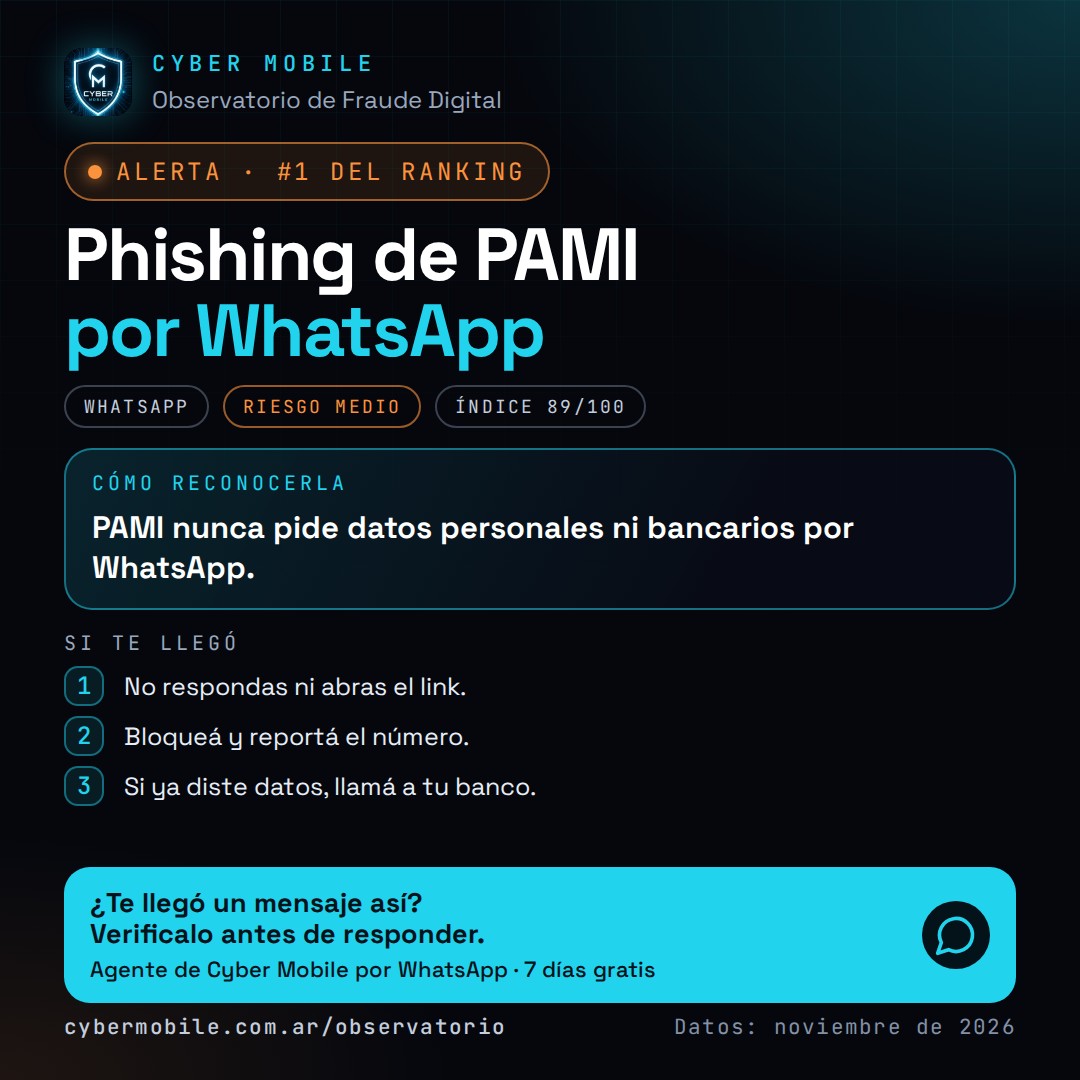 CM
CYBER
MOBILE
CYBER MOBILE
Observatorio de Fraude Digital
ALERTA · #1 DEL RANKING
Phishing de PAMI
por WhatsApp
WHATSAPP
RIESGO MEDIO
ÍNDICE 89/100
CÓMO RECONOCERLA
PAMI nunca pide datos personales ni bancarios por
WhatsApp.
SI TE LLEGÓ
1 No respondas ni abras el link.
2 Bloqueá y reportá el número.
3 Si ya diste datos, llamá a tu banco.
¿Te llegó un mensaje así?
Verificalo antes de responder.
Agente de Cyber Mobile por WhatsApp · 7 días gratis
cybermobile.com.ar/observatorio
Datos: noviembre de 2026